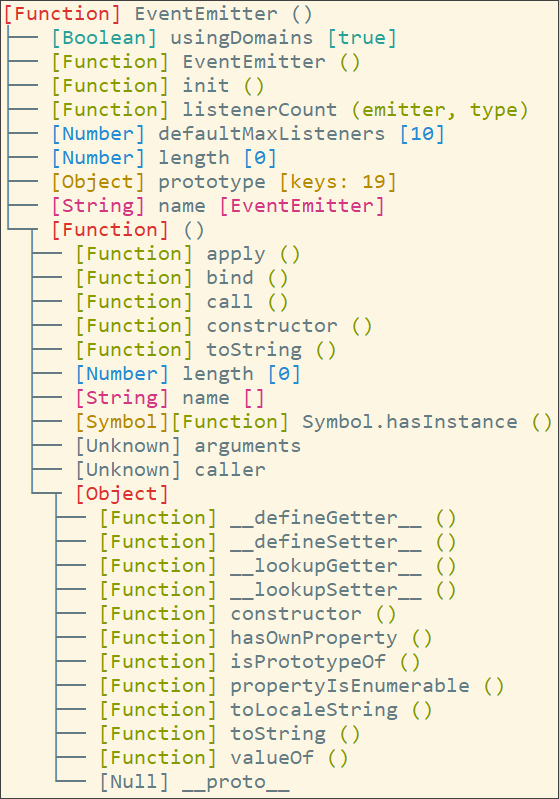 [Function] EventEmitter ()
[Boolean] usingDomains [true]
[Function] EventEmitter ()
[Function] init ()
[Function] listenerCount (emitter, type)
[Number] defaultMaxListeners [10]
[Number] length [0]
[Object] prototype [keys: 19]
[String] name [EventEmitter]
[Function] ()
[Function] apply ()
[Function] bind ()
[Function] call ()
[Function] constructor ()
[Function] toString ()
[Number] length [0]
[String] name []
[Symbol][Function] Symbol.hasInstance ()
[Unknown] arguments
[Unknown] caller
[Object]
[Function] __defineGetter__ ()
[Function] __defineSetter__ ()
[Function] __lookupGetter__ ()
[Function] __lookupSetter__ ()
[Function] constructor ()
[Function] hasOwnProperty ()
[Function] isPrototypeOf ()
[Function] propertyIsEnumerable ()
[Function] toLocaleString ()
[Function] toString ()
[Function] valueOf ()
[Null] __proto__